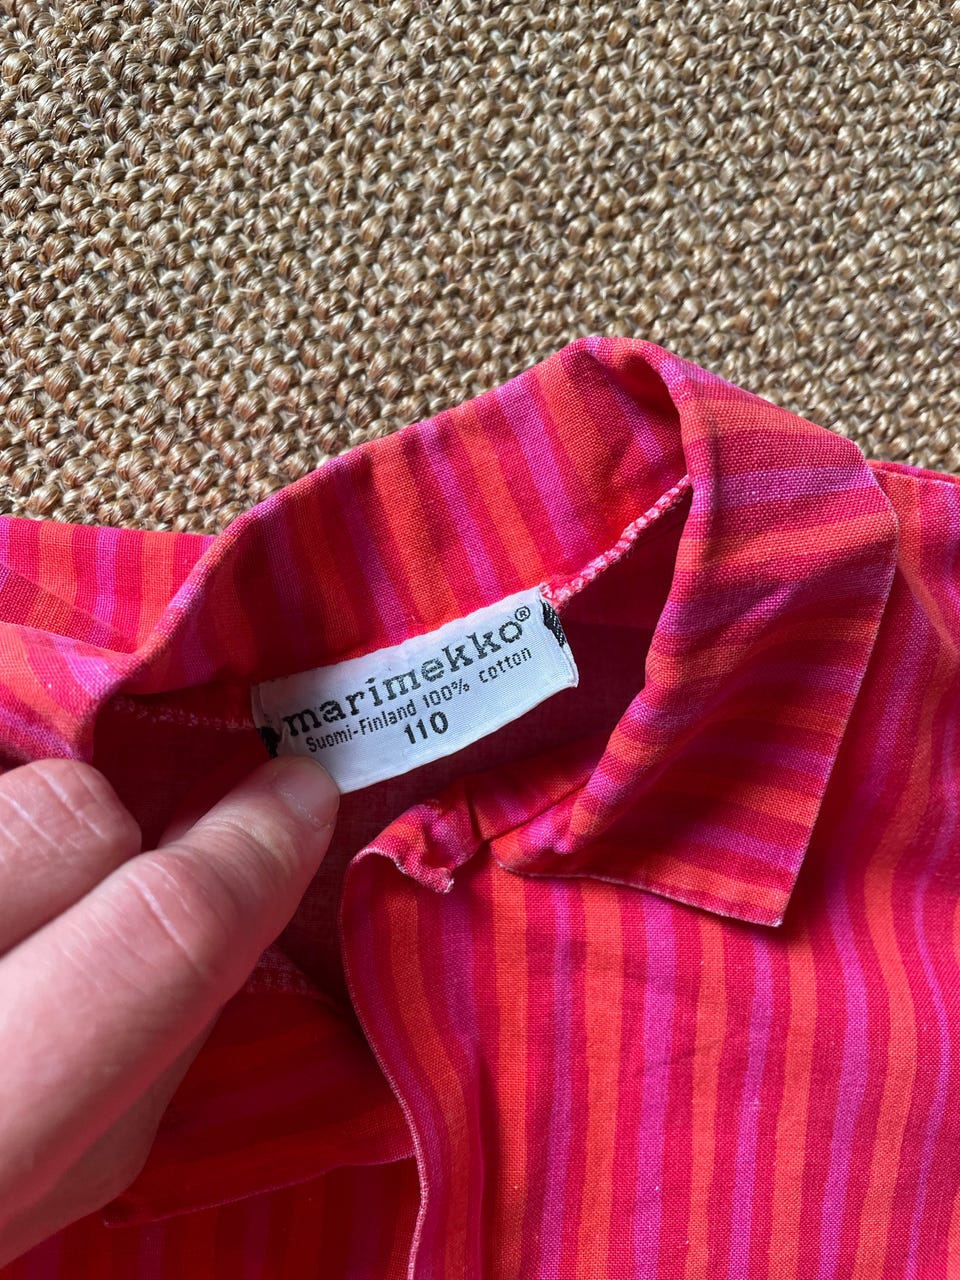 marimekko®
Suomi-Finland 100% cotton
110